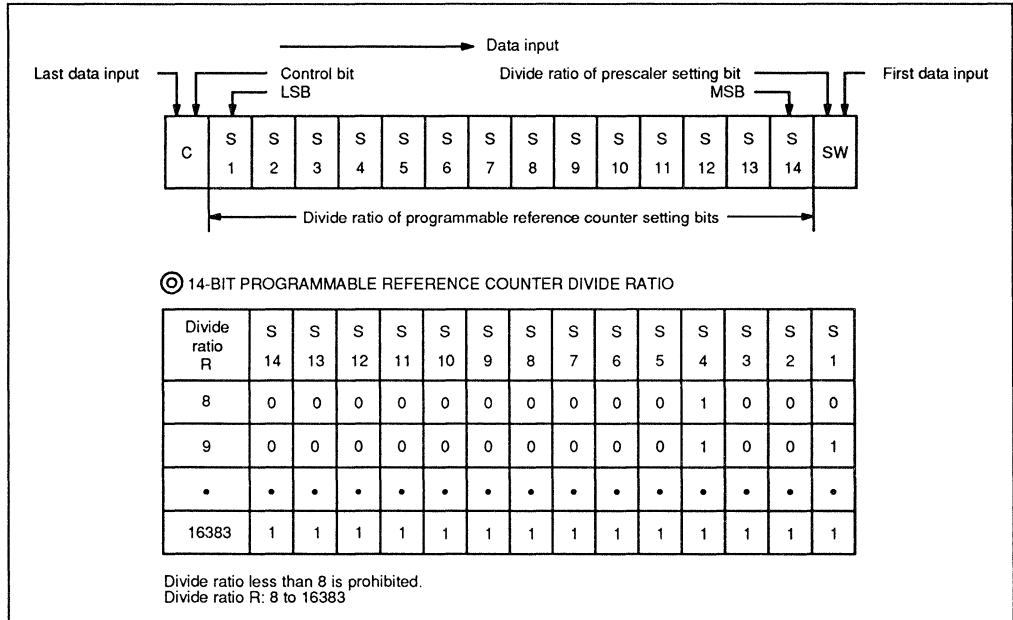 Data input
Last data input Control bit Divide ratio of prescaler setting bit First data input
LSB MSB
C S 1 S 2 S 3 S 4 S 5 S 6 S 7 S 8 S 9 S 10 S 11 S 12 S 13 S 14 SW
Divide ratio of programmable reference counter setting bits
14-BIT PROGRAMMABLE REFERENCE COUNTER DIVIDE RATIO
Divide ratio R S 14 S 13 S 12 S 11 S 10 S 9 S 8 S 7 S 6 S 5 S 4 S 3 S 2 S 1
8 0 0 0 0 0 0 0 0 0 0 1 0 0 0
9 0 0 0 0 0 0 0 0 0 0 1 0 0 1
• • • • • • • • • • • • • • •
16383 1 1 1 1 1 1 1 1 1 1 1 1 1 1
Divide ratio less than 8 is prohibited.
Divide ratio R: 8 to 16383